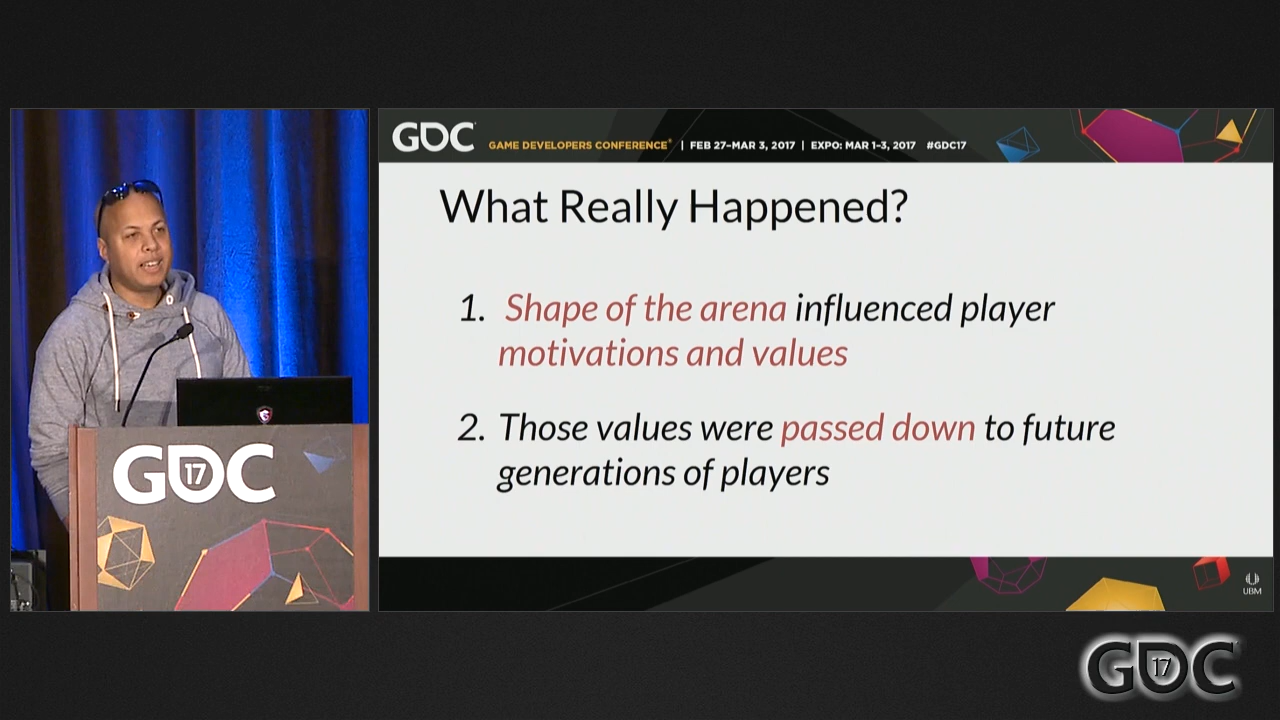 GDC
GAME DEVELOPERS CONFERENCE® | FEB 27–MAR 3, 2017 | EXPO: MAR 1-3, 2017 #GDC17
What Really Happened?
1. Shape of the arena influenced player
motivations and values
2. Those values were passed down to future
generations of players
GDC
17
UBM
GDC
17